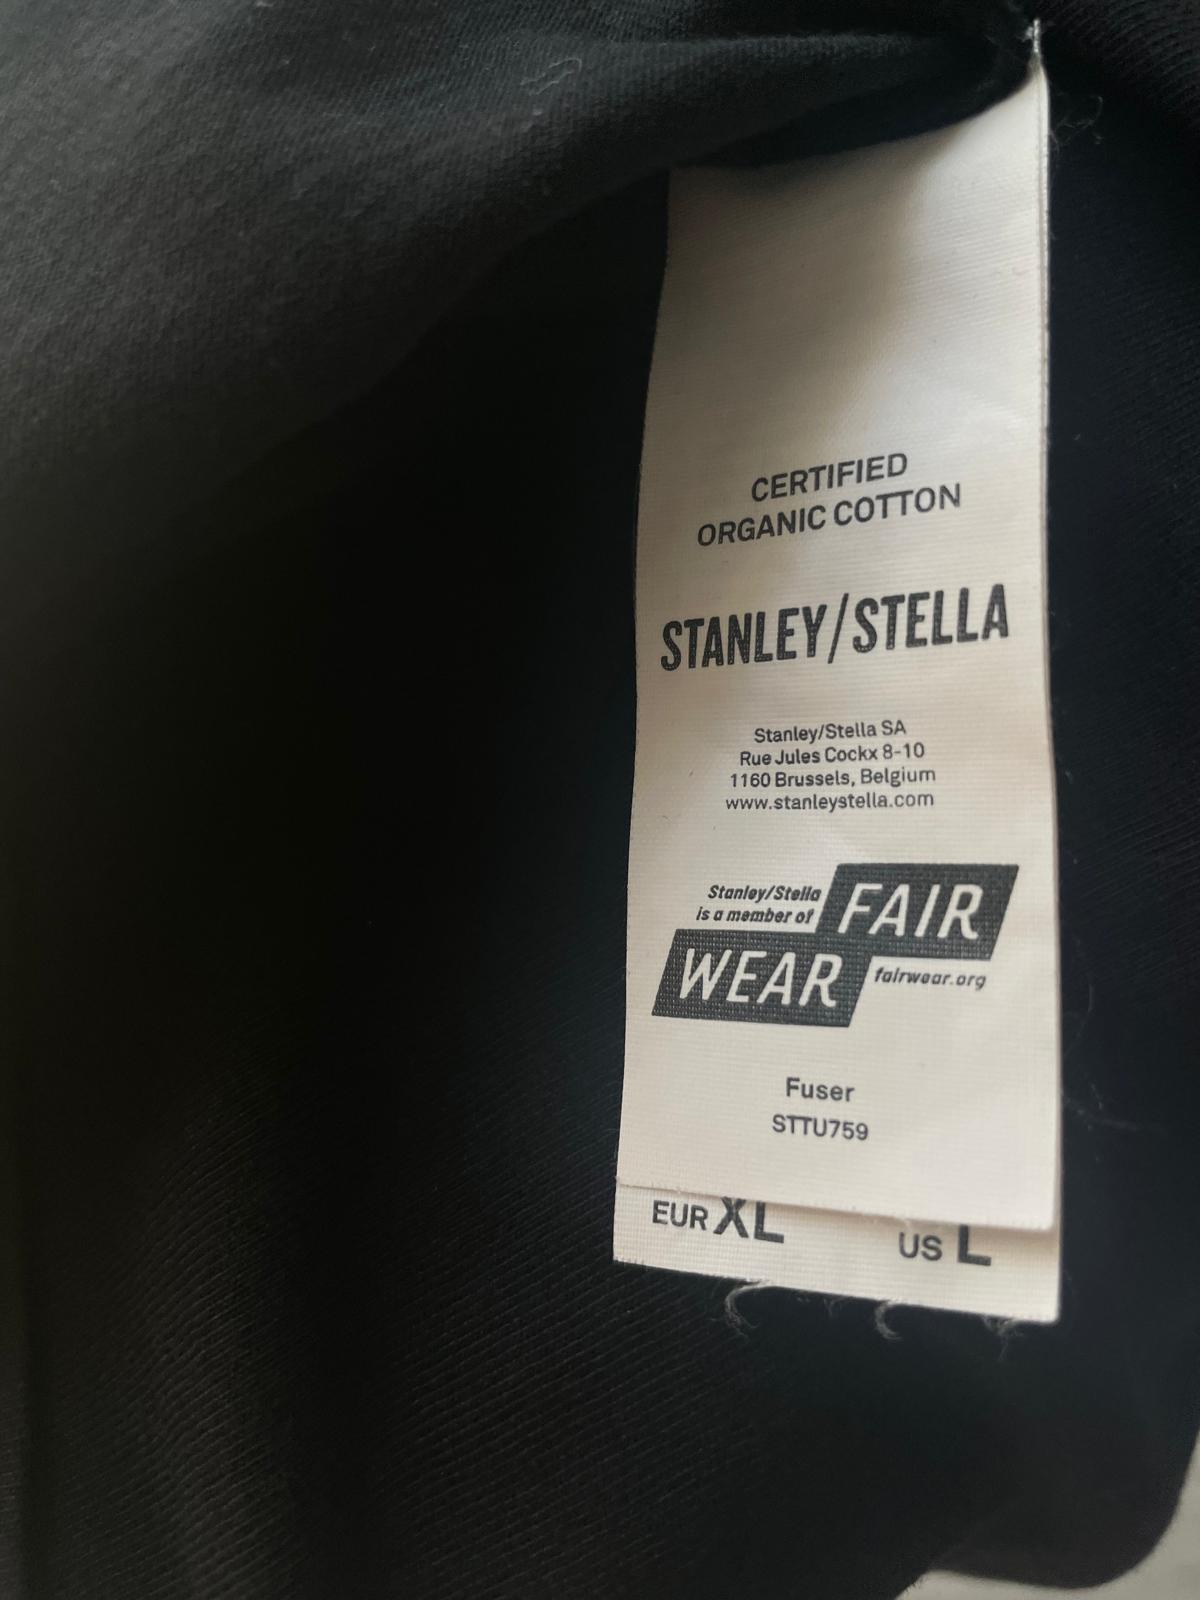 CERTIFIED
ORGANIC COTTON
STANLEY/STELLA
Stanley/Stella SA
Rue Jules Cockx 8-10
1160 Brussels, Belgium
www.stanleystella.com
Stanley/Stella
is a member of
FAIR
WEAR
fairwear.org
Fuser
STTU759
EUR XL US L